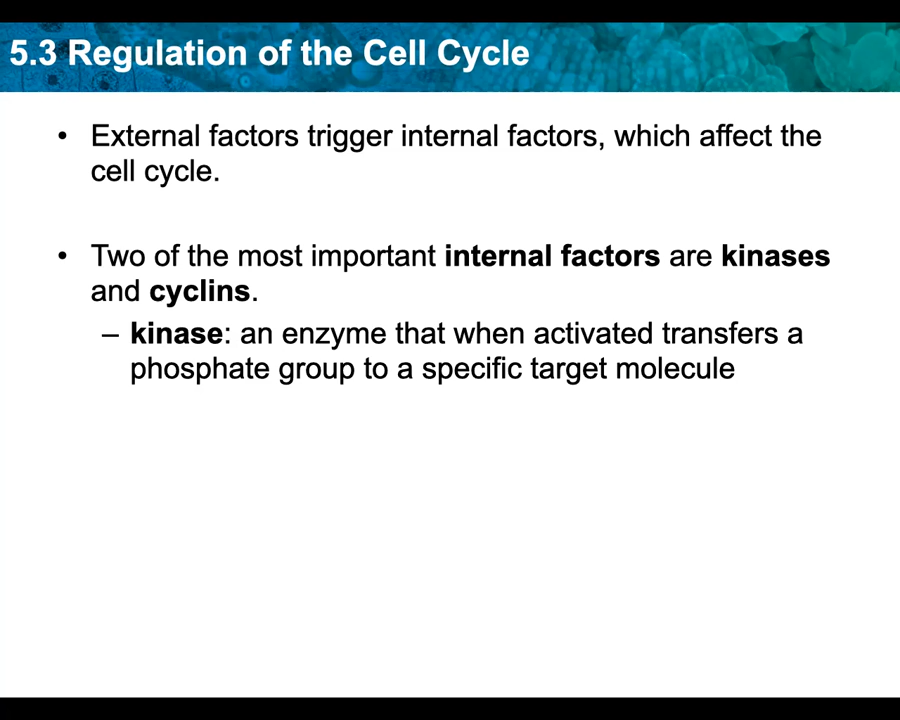 5.3 Regulation of the Cell Cycle
• External factors trigger internal factors, which affect the
cell cycle.
• Two of the most important internal factors are kinases
and cyclins.
– kinase: an enzyme that when activated transfers a
phosphate group to a specific target molecule